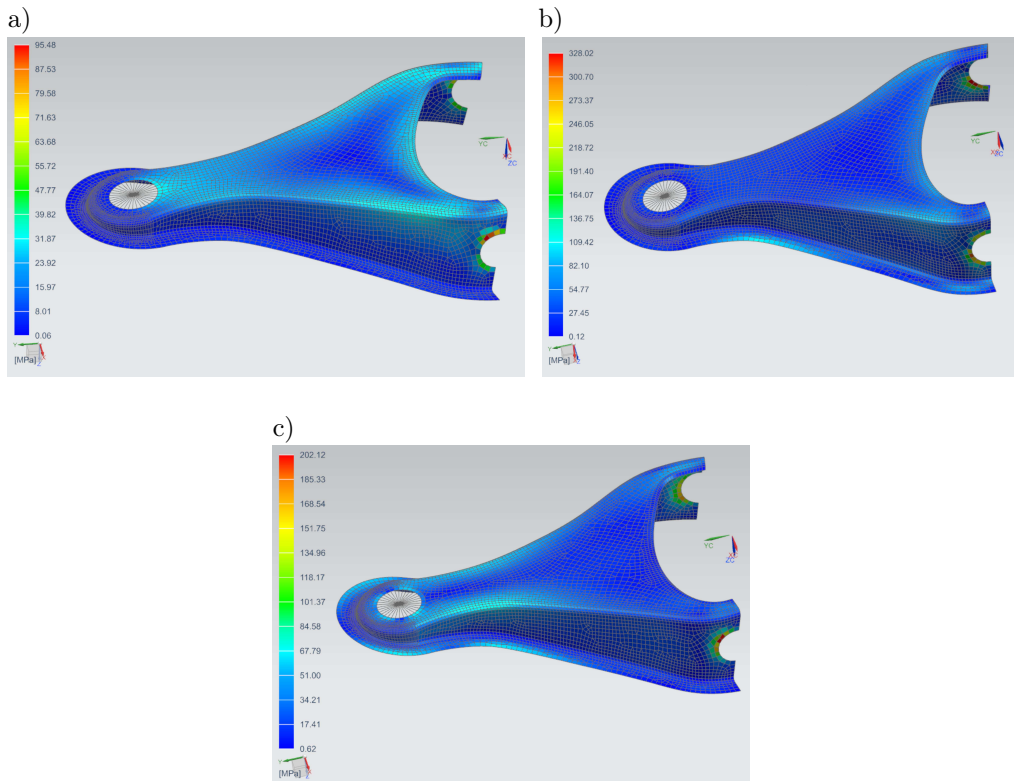 a)
95.48
87.53
79.58
71.63
63.68
55.72
47.77
39.82
31.87
23.92
15.97
8.01
0.06
[MPa]
Y
YC
ZC
b)
328.02
300.70
273.37
246.05
218.72
191.40
164.07
136.75
109.42
82.10
54.77
27.45
0.12
[MPa]
Y
YC
c)
202.12
185.33
168.54
151.75
134.96
118.17
101.37
84.58
67.79
51.00
34.21
17.41
0.62
[MPa]
Y
YC
ZC